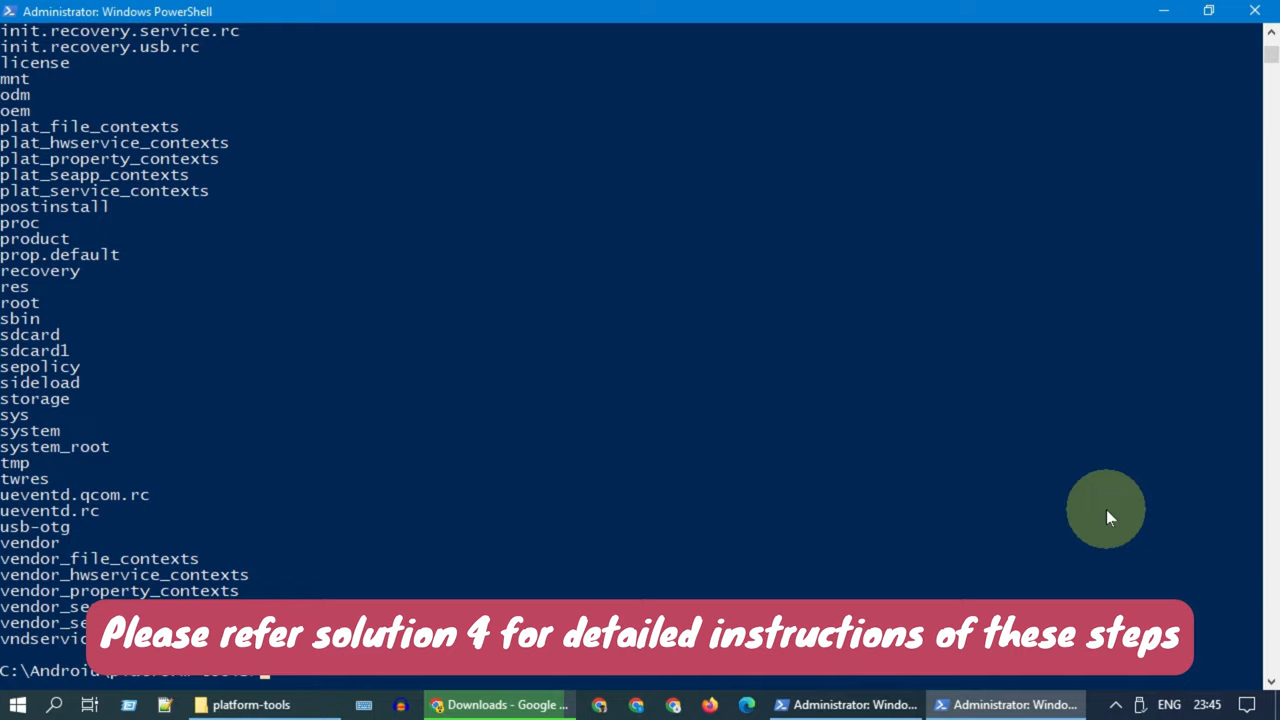 Administrator: Windows PowerShell
init.recovery.service.rc
init.recovery.usb.rc
license
mnt
odm
oem
plat_file_contexts
plat_hwservice_contexts
plat_property_contexts
plat_seapp_contexts
plat_service_contexts
postinstall
proc
product
prop.default
recovery
res
root
sbin
sdcard
sdcard1
sepolicy
sideload
storage
sys
system
system_root
tmp
twres
ueventd.qcom.rc
ueventd.rc
usb-otg
vendor
vendor_file_contexts
vendor_hwservice_contexts
vendor_property_contexts
Please refer solution 4 for detailed instructions of these steps
platform-tools
Downloads - Google ...
Administrator: Windo...
Administrator: Windo...
ENG
23:45